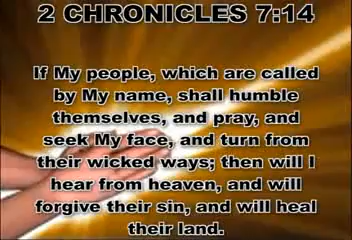 2 CHRONICLES 7:14
If My people, which are called
by My name, shall humble
themselves, and pray, and
seek My face, and turn from
their wicked ways; then will I
hear from heaven, and will
forgive their sin, and will heal
their land.